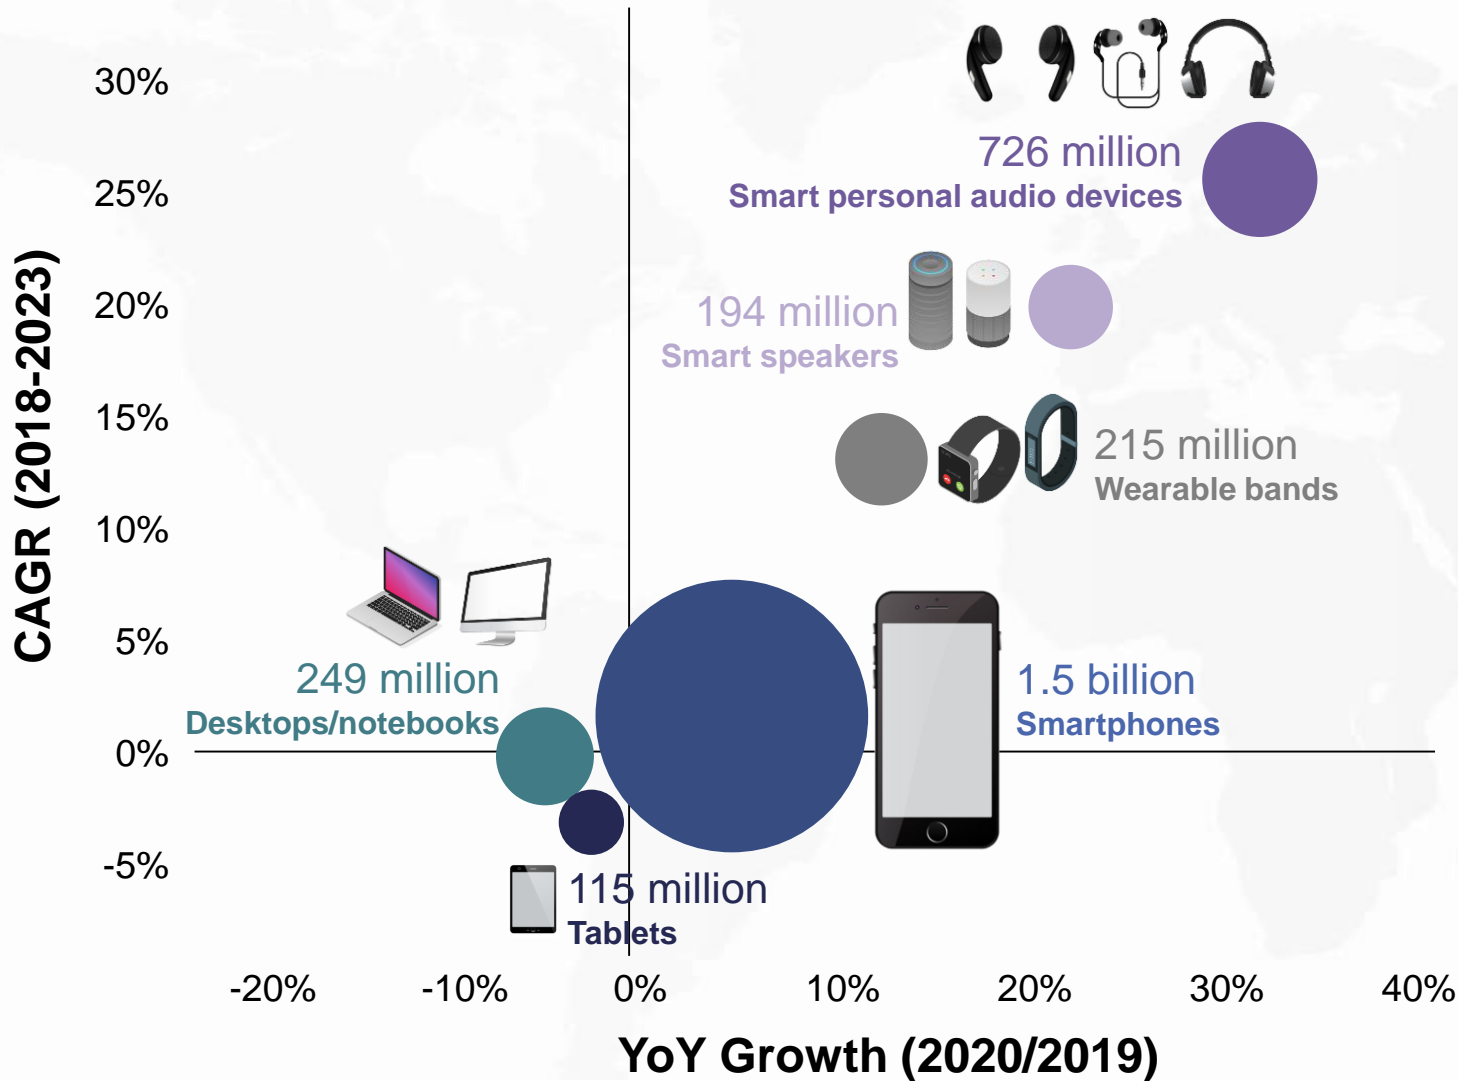 30%
726 million
Smart personal audio devices
25%
20%
194 million
Smart speakers
15%
215 million
Wearable bands
10%
5%
249 million
Desktops/notebooks
1.5 billion
Smartphones
0%
-5%
115 million
Tablets
CAGR (2018-2023)
-20%
-10%
0%
10%
20%
30%
40%
YoY Growth (2020/2019)